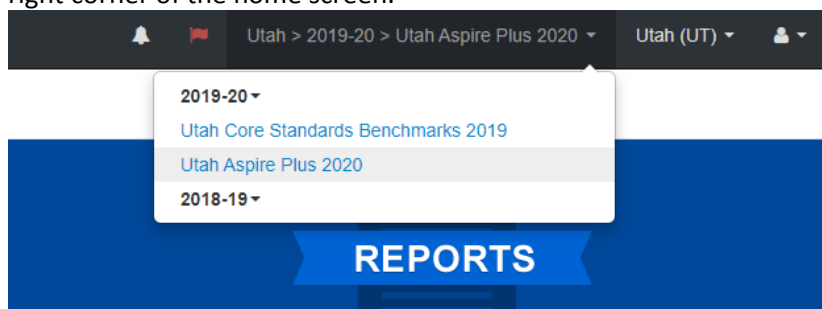 right corner of the home screen.
Utah > 2019-20 > Utah Aspire Plus 2020 Utah (UT)
2019-20
Utah Core Standards Benchmarks 2019
Utah Aspire Plus 2020
2018-19
REPORTS